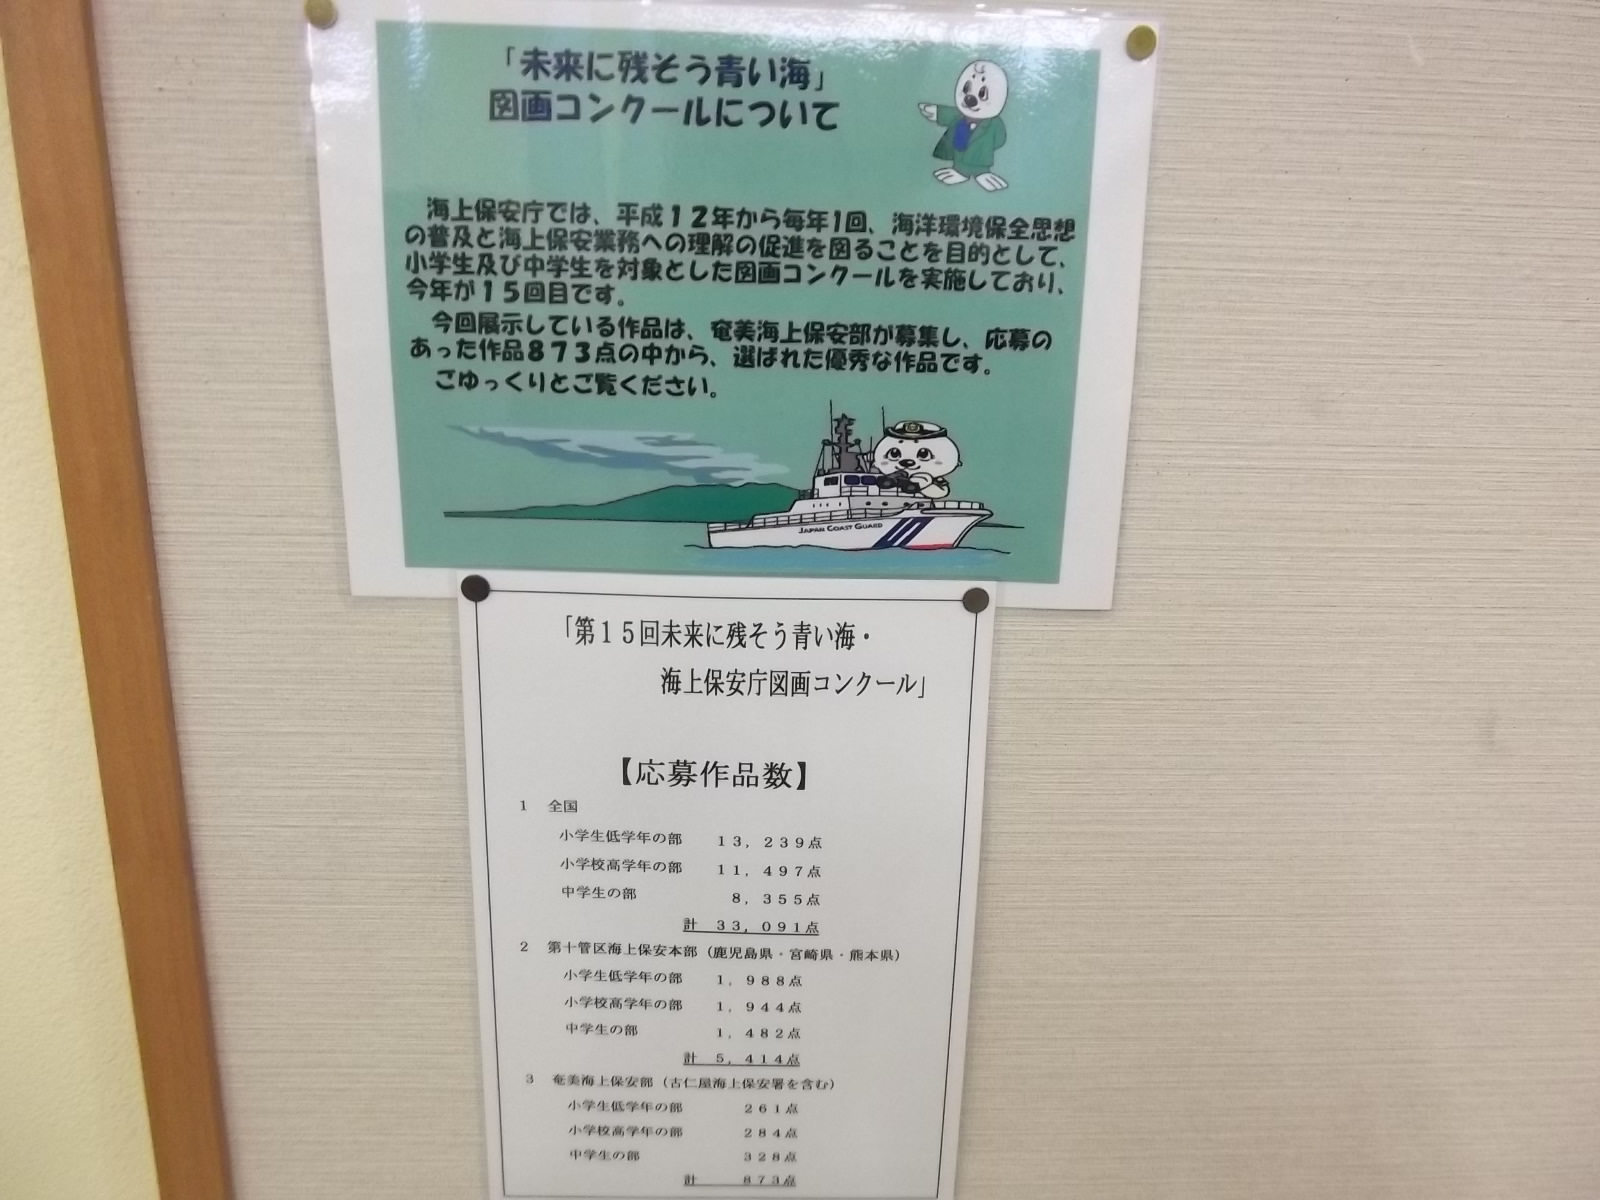 「未来に残そう青い海」
図画コンクールについて
海上保安庁では、平成１２年から毎年1回、海洋環境保全思想
の普及と海上保安業務への理解の促進を図ることを目的として、
小学生及び中学生を対象とした図画コンクールを実施しており、
今年が１５回目です。
今回展示している作品は、奄美海上保安部が募集し、応募の
あった作品８７３点の中から、選ばれた優秀な作品です。
ごゆっくりとご覧ください。
JAPAN COAST GUARD
「第１５回未来に残そう青い海・
海上保安庁図画コンクール」
【応募作品数】
1 全国
小学生低学年の部 １３，２３９点
小学校高学年の部 １１，４９７点
中学生の部 ８，３５５点
計 ３３，０９１点
2 第十管区海上保安本部（鹿児島県・宮崎県・熊本県）
小学生低学年の部 １，９８８点
小学校高学年の部 １，９４４点
中学生の部 １，４８２点
計 ５，４１４点
3 奄美海上保安部（古仁屋海上保安署を含む）
小学生低学年の部 ２６１点
小学校高学年の部 ２８４点
中学生の部 ３２８点
計 ８７３点